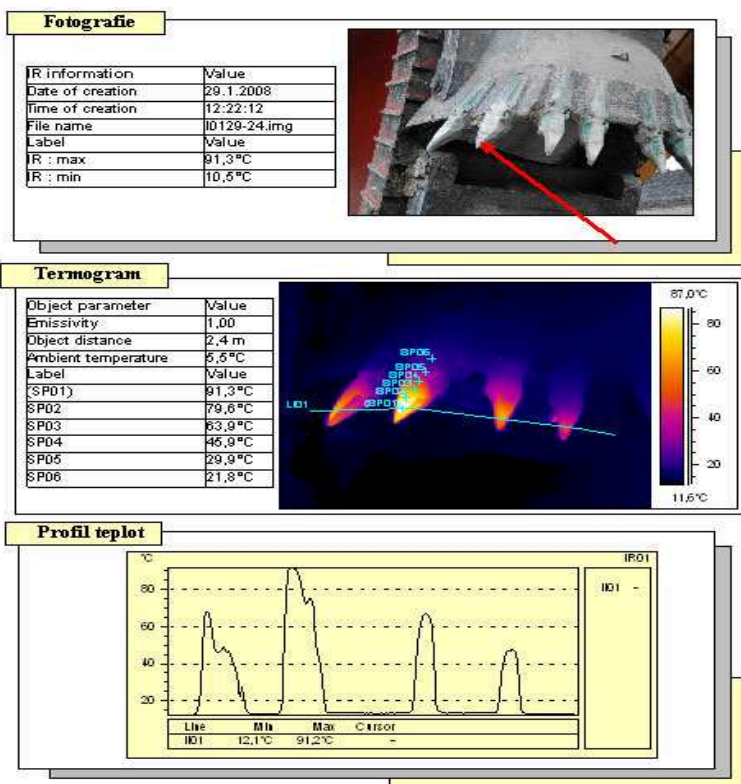 Fotografie
IR information Value
Date of creation 29.1.2008
Time of creation 12:22:12
File name I0129-24.img
Label Value
IR : max 91,3°C
IR : min 10,5°C
Termogram
Object parameter Value
Emissivity 1,00
Object distance 2,4 m
Ambient temperature 5,5°C
Label Value
(SP01) 91,3°C
SP02 79,6°C
SP03 63,9°C
SP04 45,9°C
SP05 29,9°C
SP06 21,8°C
SP06
SP05
SP04
SP03
SP02
(SP01)
LI01
87,0°C
80
60
40
20
11,6°C
Profil teplot
°C IR01
80
60
40
20
li01 -
Line Min Max Cursor
li01 12,1°C 91,2°C -